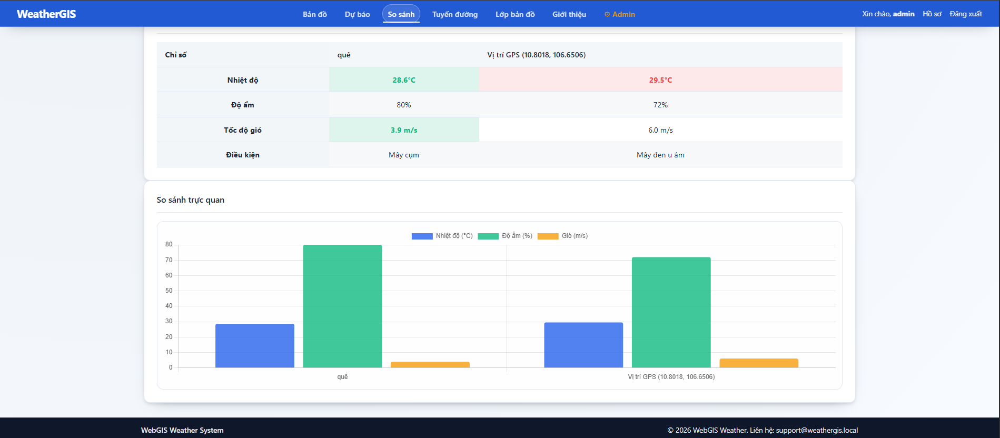 WeatherGIS Bản đồ Dự báo So sánh Tuyến đường Lớp bản đồ Giới thiệu ⚙ Admin Xin chào, admin Hồ sơ Đăng xuất
Chỉ số quê Vị trí GPS (10.8018, 106.6506)
Nhiệt độ 28.6°C 29.5°C
Độ ẩm 80% 72%
Tốc độ gió 3.9 m/s 6.0 m/s
Điều kiện Mây cụm Mây đen u ám
So sánh trực quan
Nhiệt độ (°C) Độ ẩm (%) Gió (m/s)
80
70
60
50
40
30
20
10
0
quê Vị trí GPS (10.8018, 106.6506)
WebGIS Weather System © 2026 WebGIS Weather. Liên hệ: support@weathergis.local